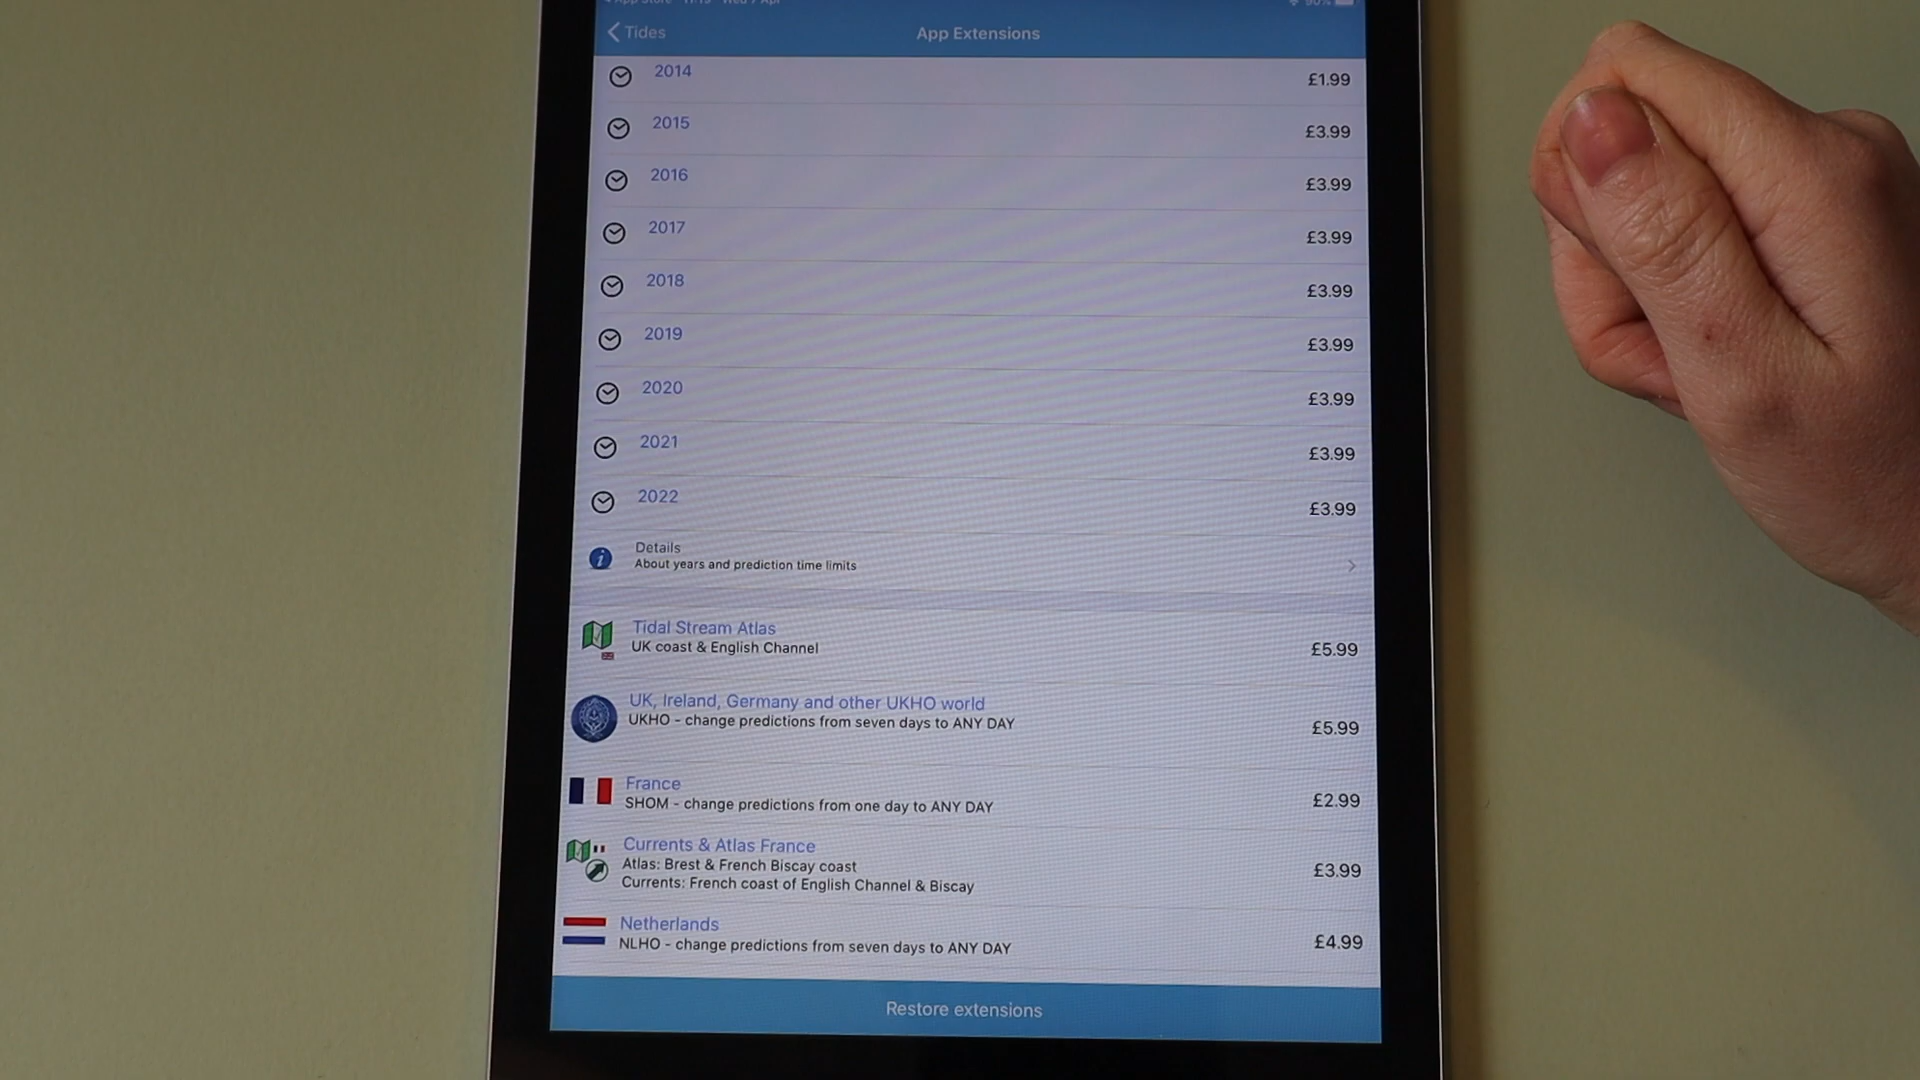 Tides
App Extensions
2014
£1.99
2015
£3.99
2016
£3.99
2017
£3.99
2018
£3.99
2019
£3.99
2020
£3.99
2021
£3.99
2022
£3.99
Details
About years and prediction time limits
Tidal Stream Atlas
UK coast & English Channel
£5.99
UK, Ireland, Germany and other UKHO world
UKHO - change predictions from seven days to ANY DAY
£5.99
France
SHOM - change predictions from one day to ANY DAY
£2.99
Currents & Atlas France
Atlas: Brest & French Biscay coast
Currents: French coast of English Channel & Biscay
£3.99
Netherlands
NLHO - change predictions from seven days to ANY DAY
£4.99
Restore extensions